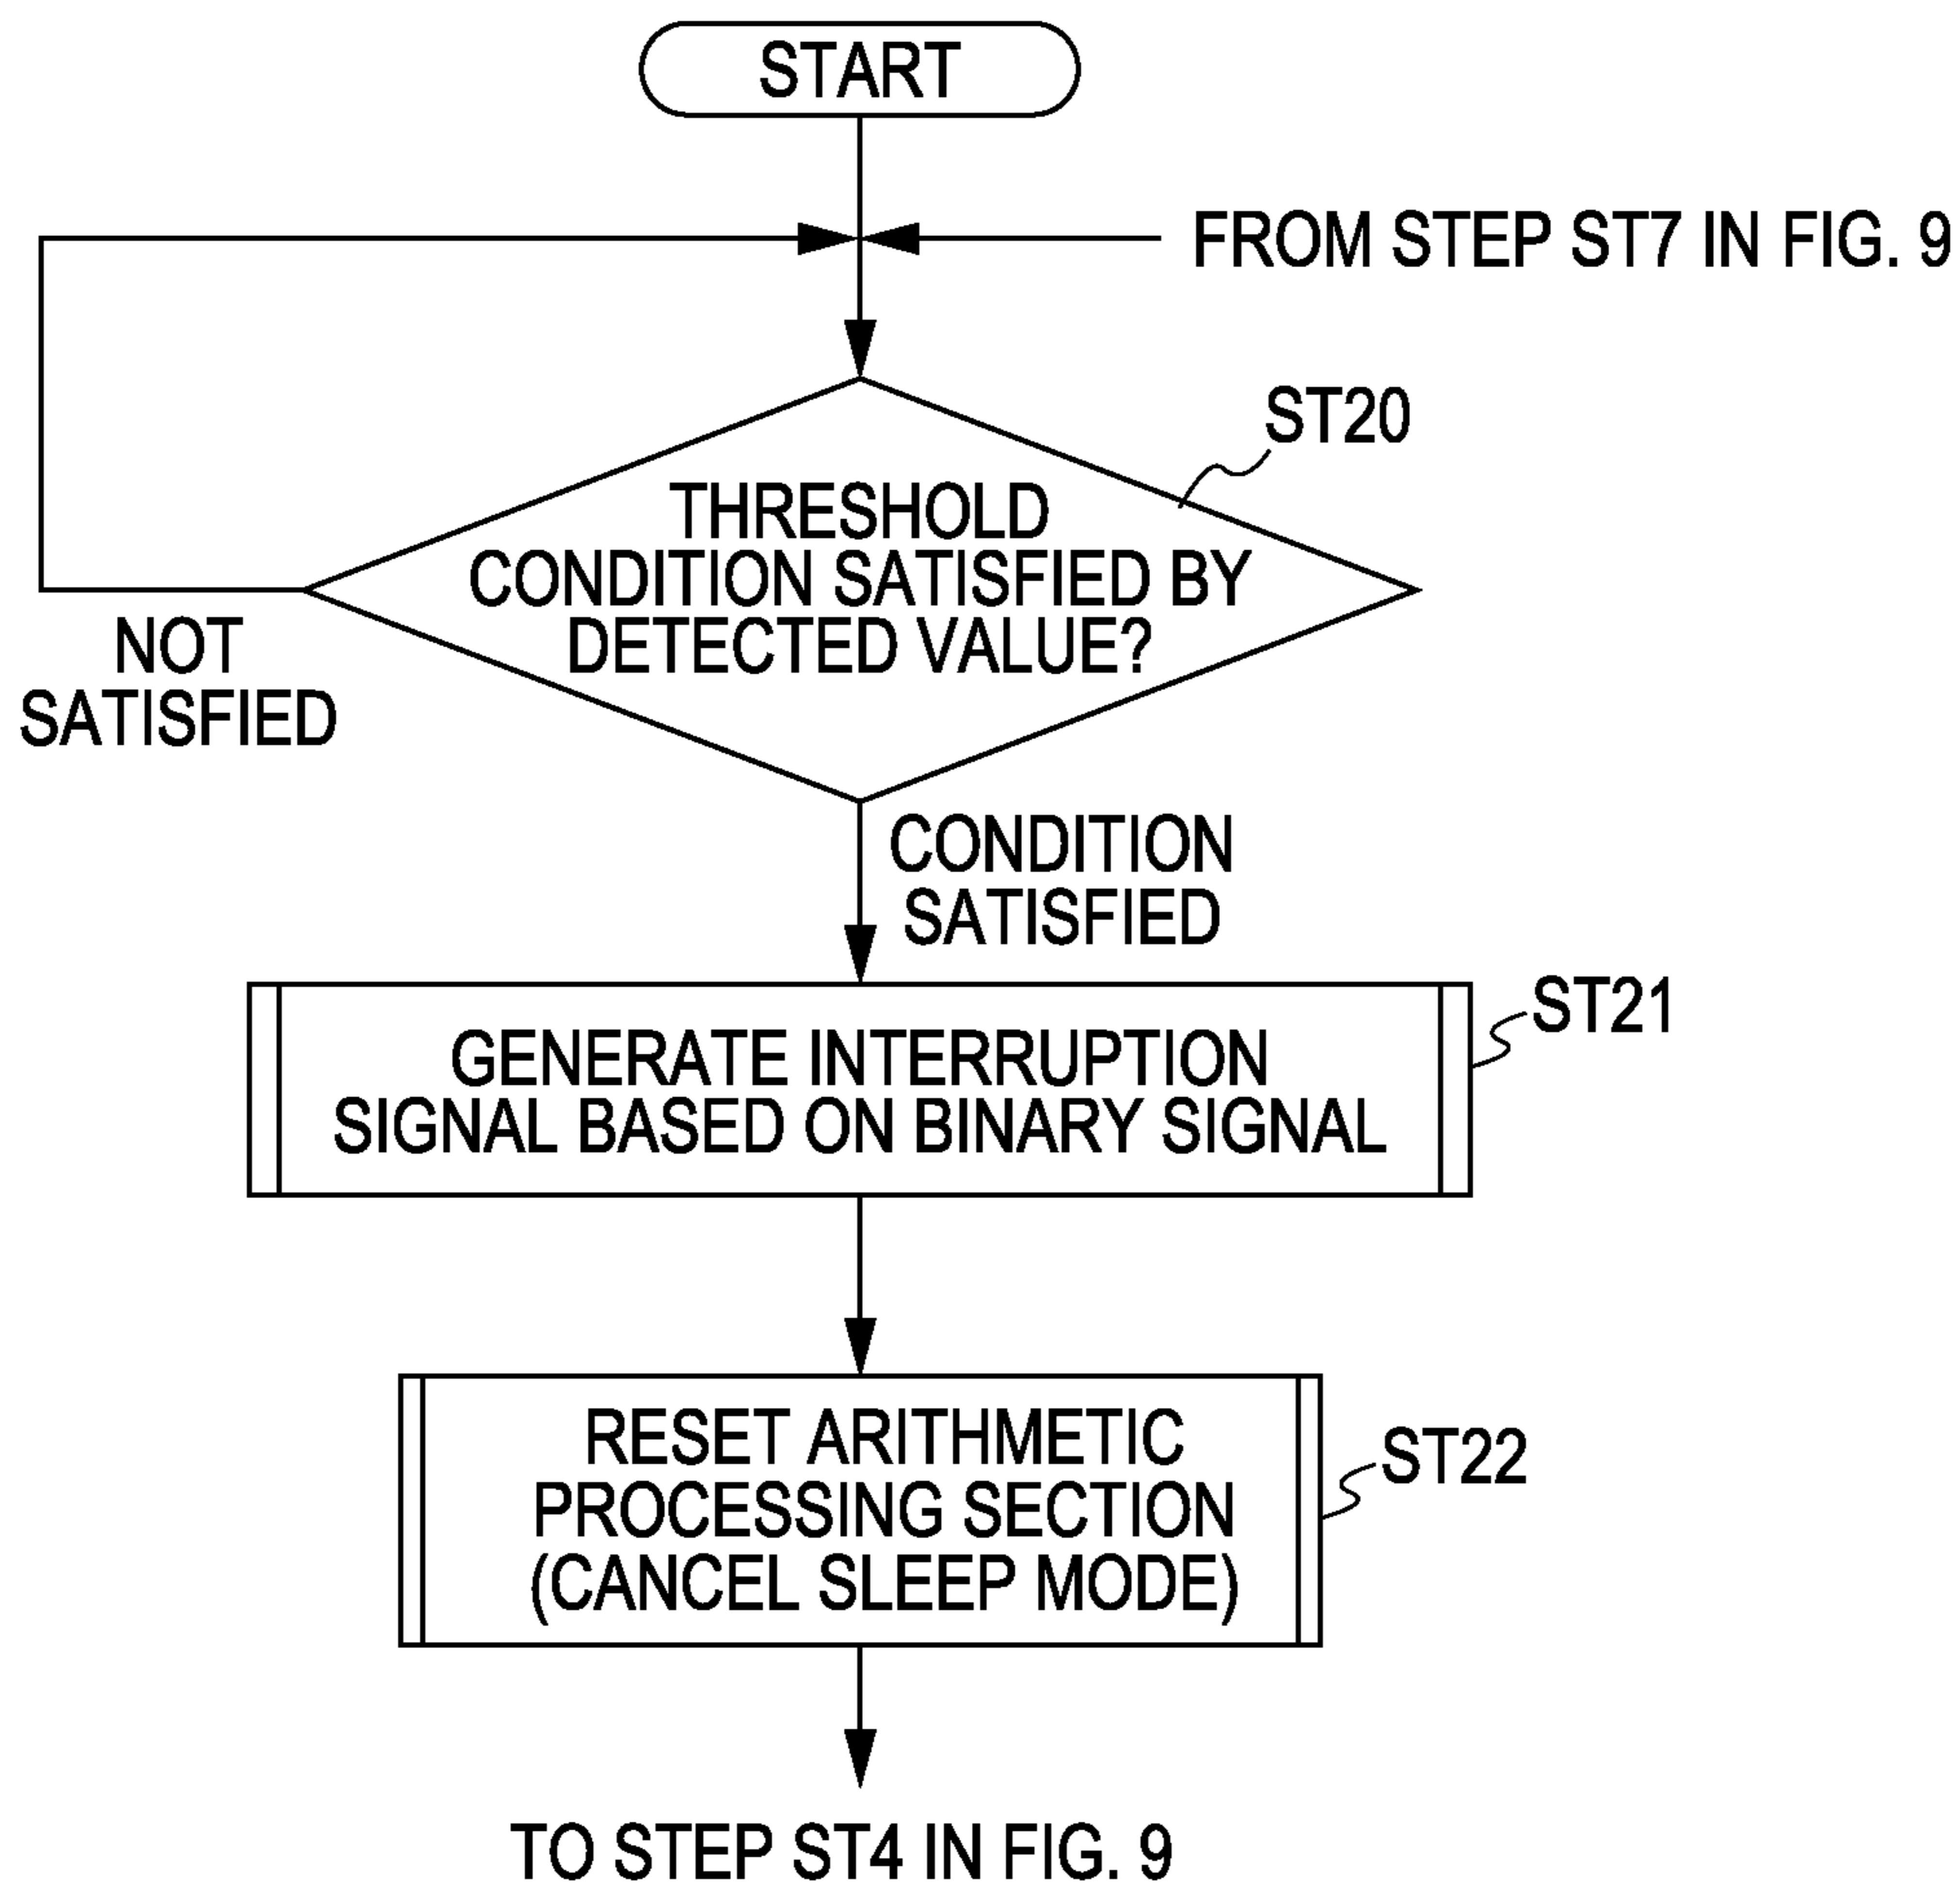 START
FROM STEP ST7 IN FIG. 9
ST20
THRESHOLD
CONDITION SATISFIED BY
DETECTED VALUE?
NOT
SATISFIED
CONDITION
SATISFIED
ST21
GENERATE INTERRUPTION
SIGNAL BASED ON BINARY SIGNAL
ST22
RESET ARITHMETIC
PROCESSING SECTION
(CANCEL SLEEP MODE)
TO STEP ST4 IN FIG. 9